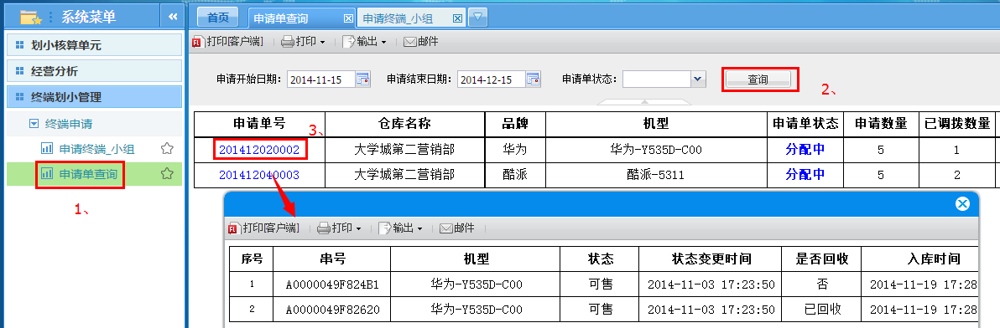 系统菜单
首页 申请单查询 申请终端_小组
划小核算单元
经营分析
终端划小管理
终端申请
申请终端_小组
申请单查询
1、
打印[客户端] 打印 输出 邮件
申请开始日期: 2014-11-15 申请结束日期: 2014-12-15 申请单状态: 查询
2、
申请单号 仓库名称 品牌 机型 申请单状态 申请数量 已调拨数量
3、
201412020002 大学城第二营销部 华为 华为-Y535D-C00 分配中 5 1
201412040003 大学城第二营销部 酷派 酷派-5311 分配中 5 2
打印[客户端] 打印 输出 邮件
序号 串号 机型 状态 状态变更时间 是否回收 入库时间
1 A0000049F824B1 华为-Y535D-C00 可售 2014-11-03 17:23:50 否 2014-11-19 17:28
2 A0000049F82620 华为-Y535D-C00 可售 2014-11-03 17:23:50 已回收 2014-11-19 17:28